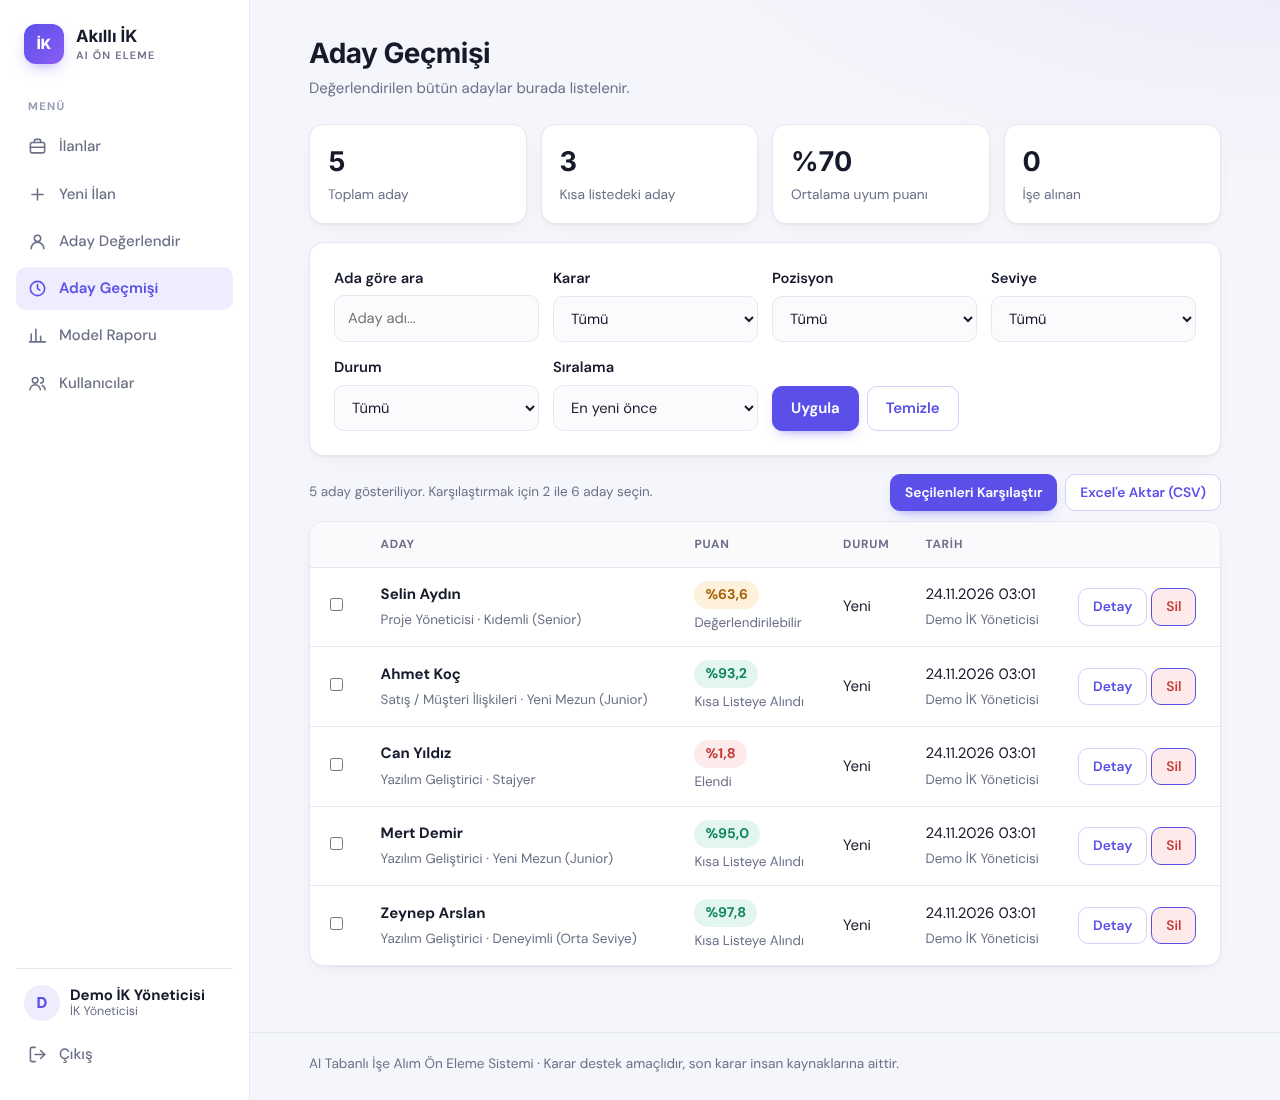 İK
Akıllı İK
AI ÖN ELEME
MENÜ
İlanlar
Yeni İlan
Aday Değerlendir
Aday Geçmişi
Model Raporu
Kullanıcılar
D
Demo İK Yöneticisi
İK Yöneticisi
Çıkış
Aday Geçmişi
Değerlendirilen bütün adaylar burada listelenir.
5
Toplam aday
3
Kısa listedeki aday
%70
Ortalama uyum puanı
0
İşe alınan
Ada göre ara
Karar
Pozisyon
Seviye
Aday adı...
Tümü
Tümü
Tümü
Durum
Sıralama
Tümü
En yeni önce
Uygula
Temizle
5 aday gösteriliyor. Karşılaştırmak için 2 ile 6 aday seçin.
Seçilenleri Karşılaştır
Excel'e Aktar (CSV)
ADAY PUAN DURUM TARİH
Selin Aydın
Proje Yöneticisi · Kıdemli (Senior)
%63,6
Değerlendirilebilir
Yeni
24.11.2026 03:01
Demo İK Yöneticisi
Detay
Sil
Ahmet Koç
Satış / Müşteri İlişkileri · Yeni Mezun (Junior)
%93,2
Kısa Listeye Alındı
Yeni
24.11.2026 03:01
Demo İK Yöneticisi
Detay
Sil
Can Yıldız
Yazılım Geliştirici · Stajyer
%1,8
Elendi
Yeni
24.11.2026 03:01
Demo İK Yöneticisi
Detay
Sil
Mert Demir
Yazılım Geliştirici · Yeni Mezun (Junior)
%95,0
Kısa Listeye Alındı
Yeni
24.11.2026 03:01
Demo İK Yöneticisi
Detay
Sil
Zeynep Arslan
Yazılım Geliştirici · Deneyimli (Orta Seviye)
%97,8
Kısa Listeye Alındı
Yeni
24.11.2026 03:01
Demo İK Yöneticisi
Detay
Sil
AI Tabanlı İşe Alım Ön Eleme Sistemi · Karar destek amaçlıdır, son karar insan kaynaklarına aittir.